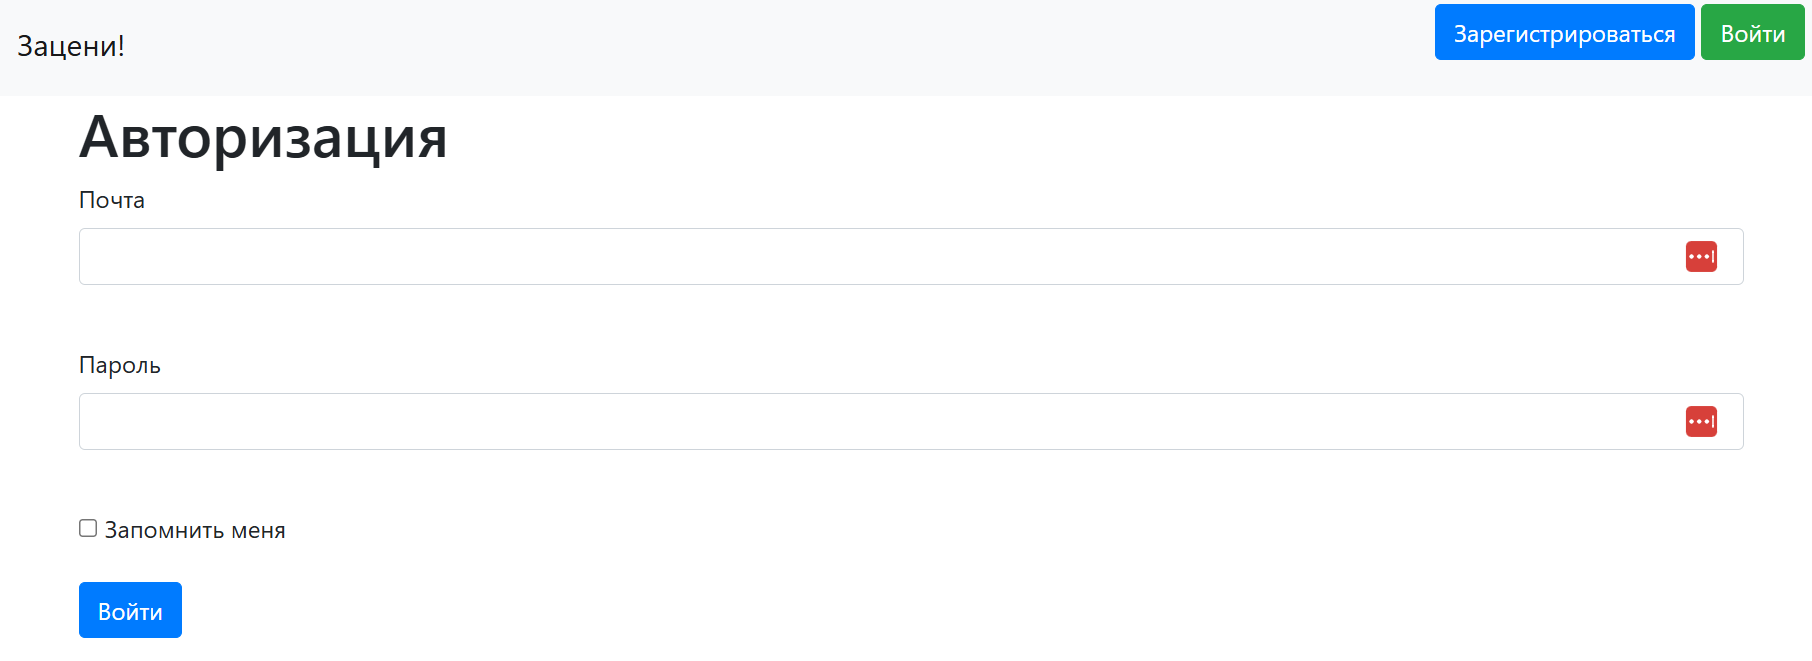 Зацени!
Зарегистрироваться Войти
Авторизация
Почта
Пароль
Запомнить меня
Войти